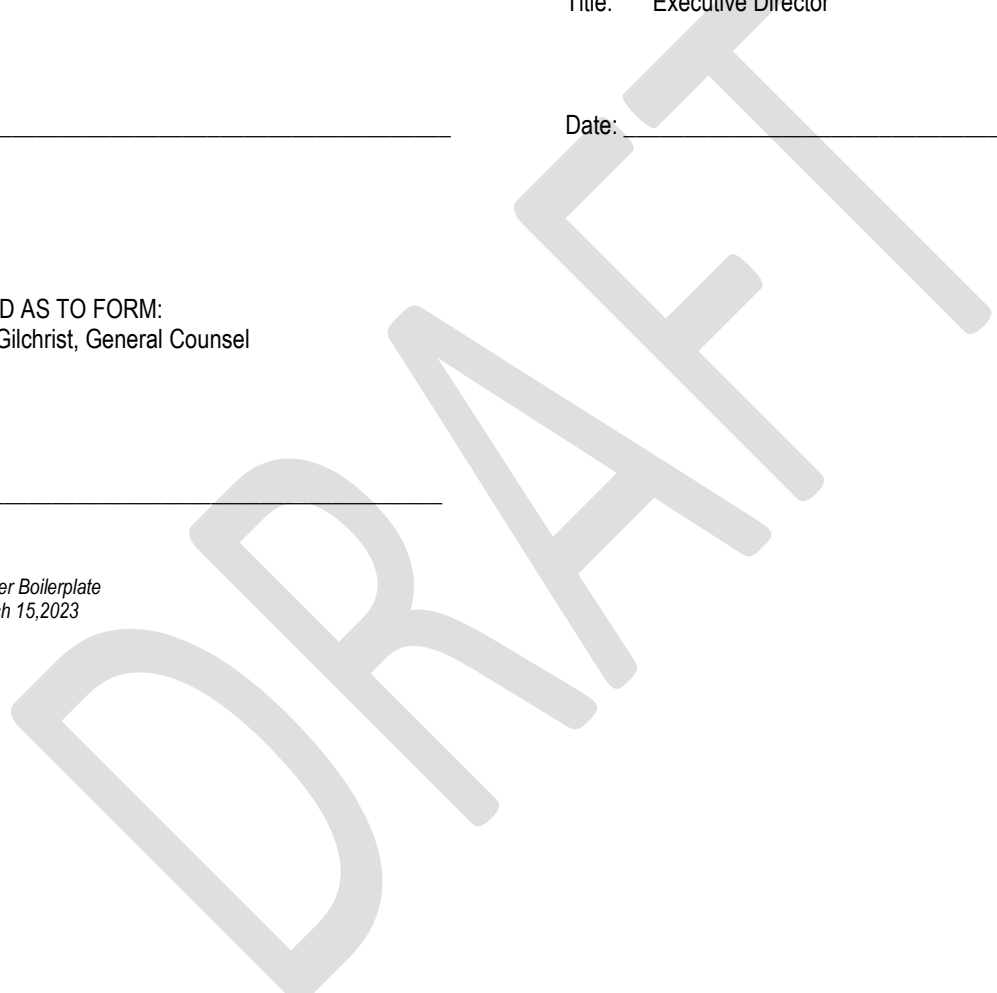 Title: Executive Director
Date:
D AS TO FORM:
Gilchrist, General Counsel
er Boilerplate
h 15,2023
DRAFT